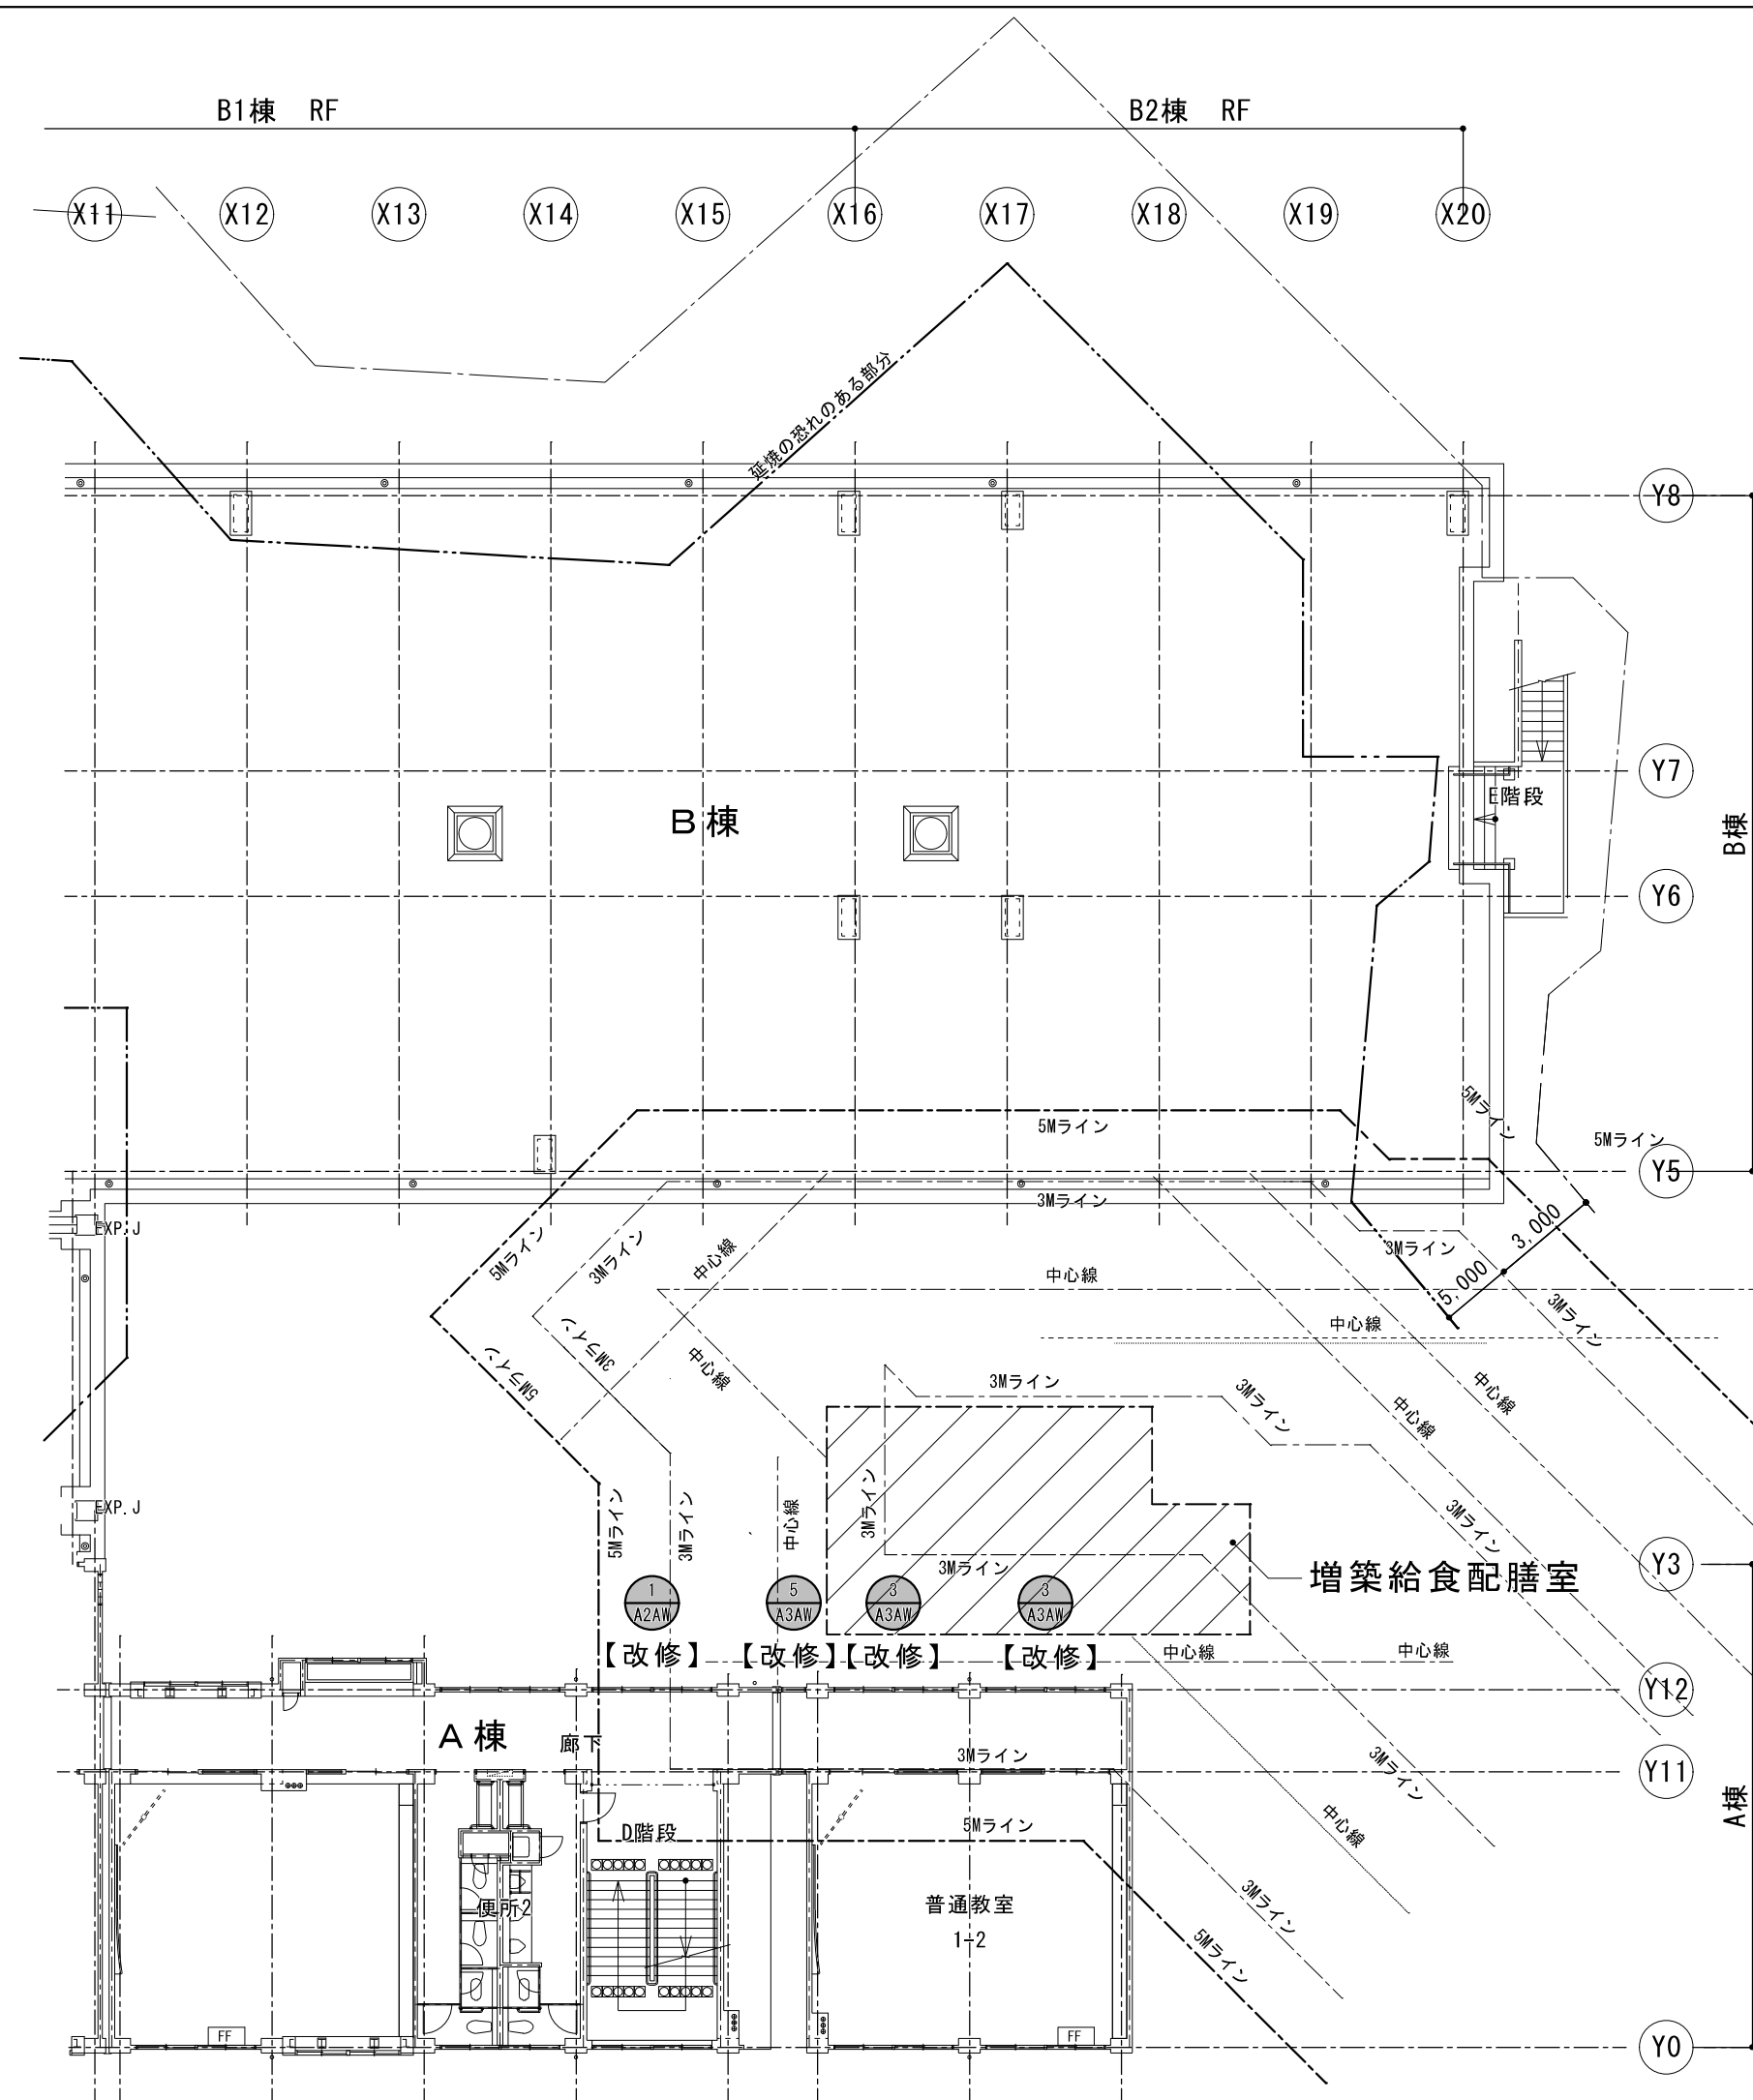 B1棟 RF
B2棟 RF
X11
X12
X13
X14
X15
X16
X17
X18
X19
X20
延焼の恐れのある部分
Y8
Y7
E階段
B棟
B棟
Y6
5Mライン
5Mライン
5Mライン
Y5
3Mライン
EXP.J
5Mライン
3Mライン
中心線
3Mライン
3,000
5,000
中心線
3Mライン
中心線
3Mライン
5Mライン
中心線
3Mライン
3Mライン
中心線
中心線
EXP.J
5Mライン
3Mライン
中心線
3Mライン
3Mライン
3Mライン
増築給食配膳室
Y3
1
A2AW
5
A3AW
3
A3AW
3
A3AW
【改修】
【改修】
【改修】
【改修】
中心線
中心線
Y12
A棟
廊下
3Mライン
3Mライン
Y11
A棟
D階段
5Mライン
中心線
便所2
普通教室
1-2
3Mライン
5Mライン
FF
FF
Y0